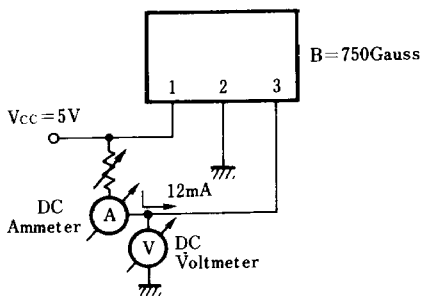 B=750Gauss
1 2 3
VCC=5V
12mA
DC
Ammeter
A
V
DC
Voltmeter